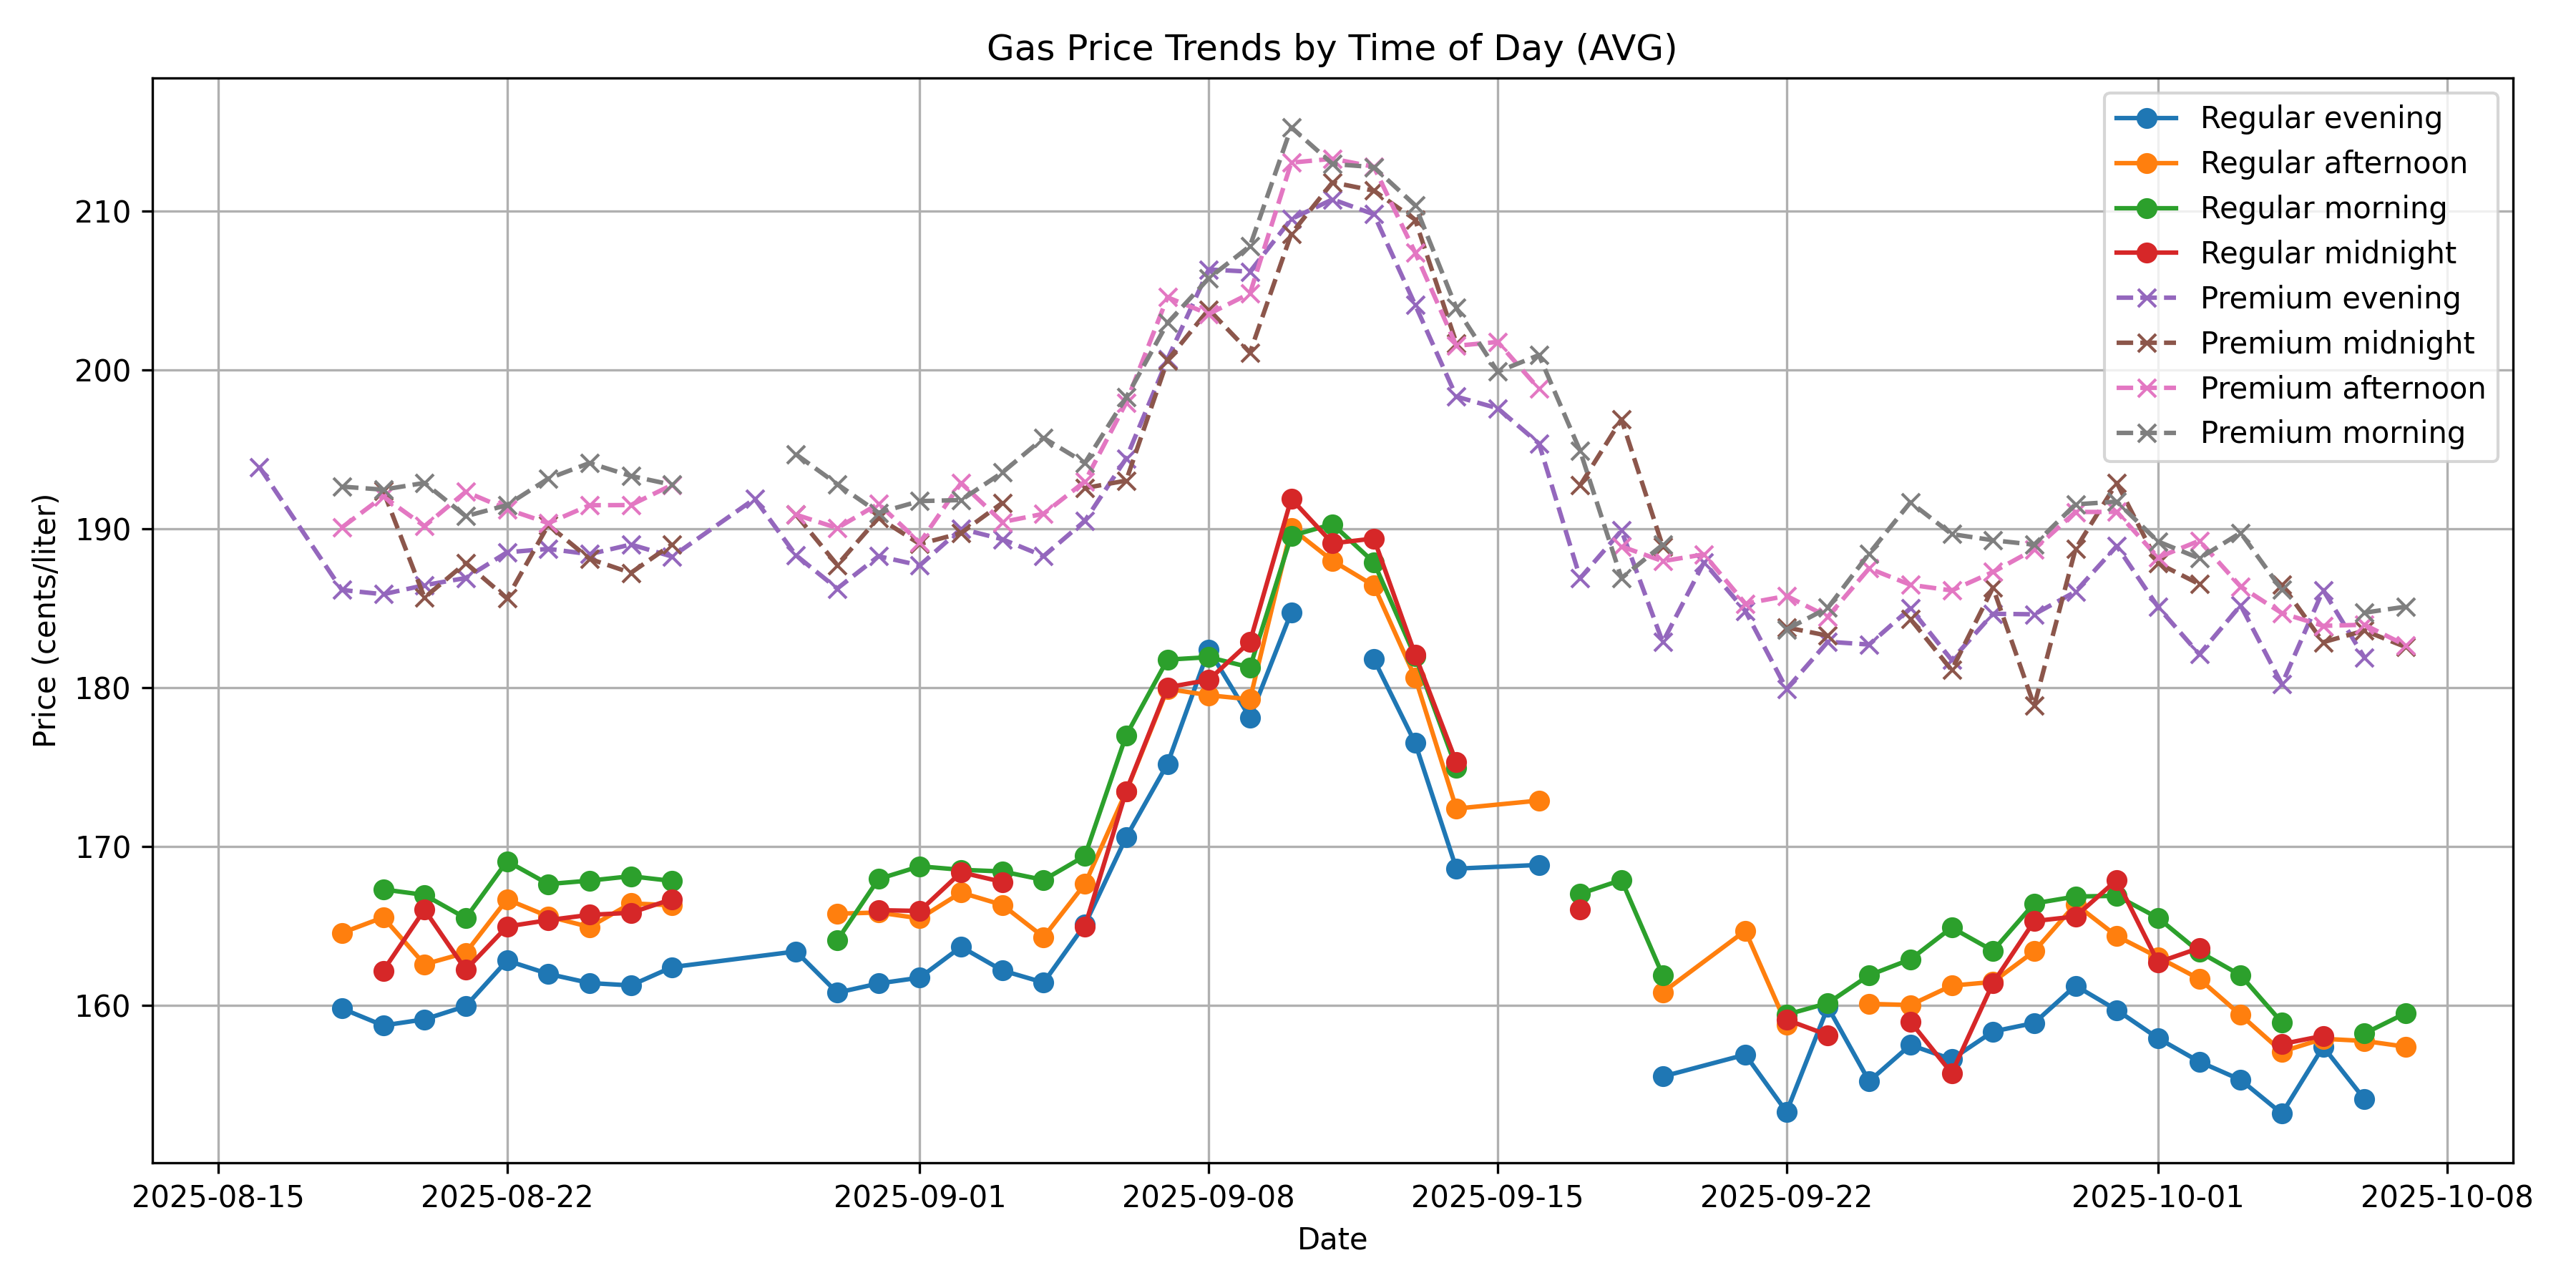 Gas Price Trends by Time of Day (AVG)
Regular evening
Regular afternoon
Regular morning
Regular midnight
Premium evening
Premium midnight
Premium afternoon
Premium morning
Price (cents/liter)
210
200
190
180
170
160
2025-08-15
2025-08-22
2025-09-01
2025-09-08
2025-09-15
2025-09-22
2025-10-01
2025-10-08
Date